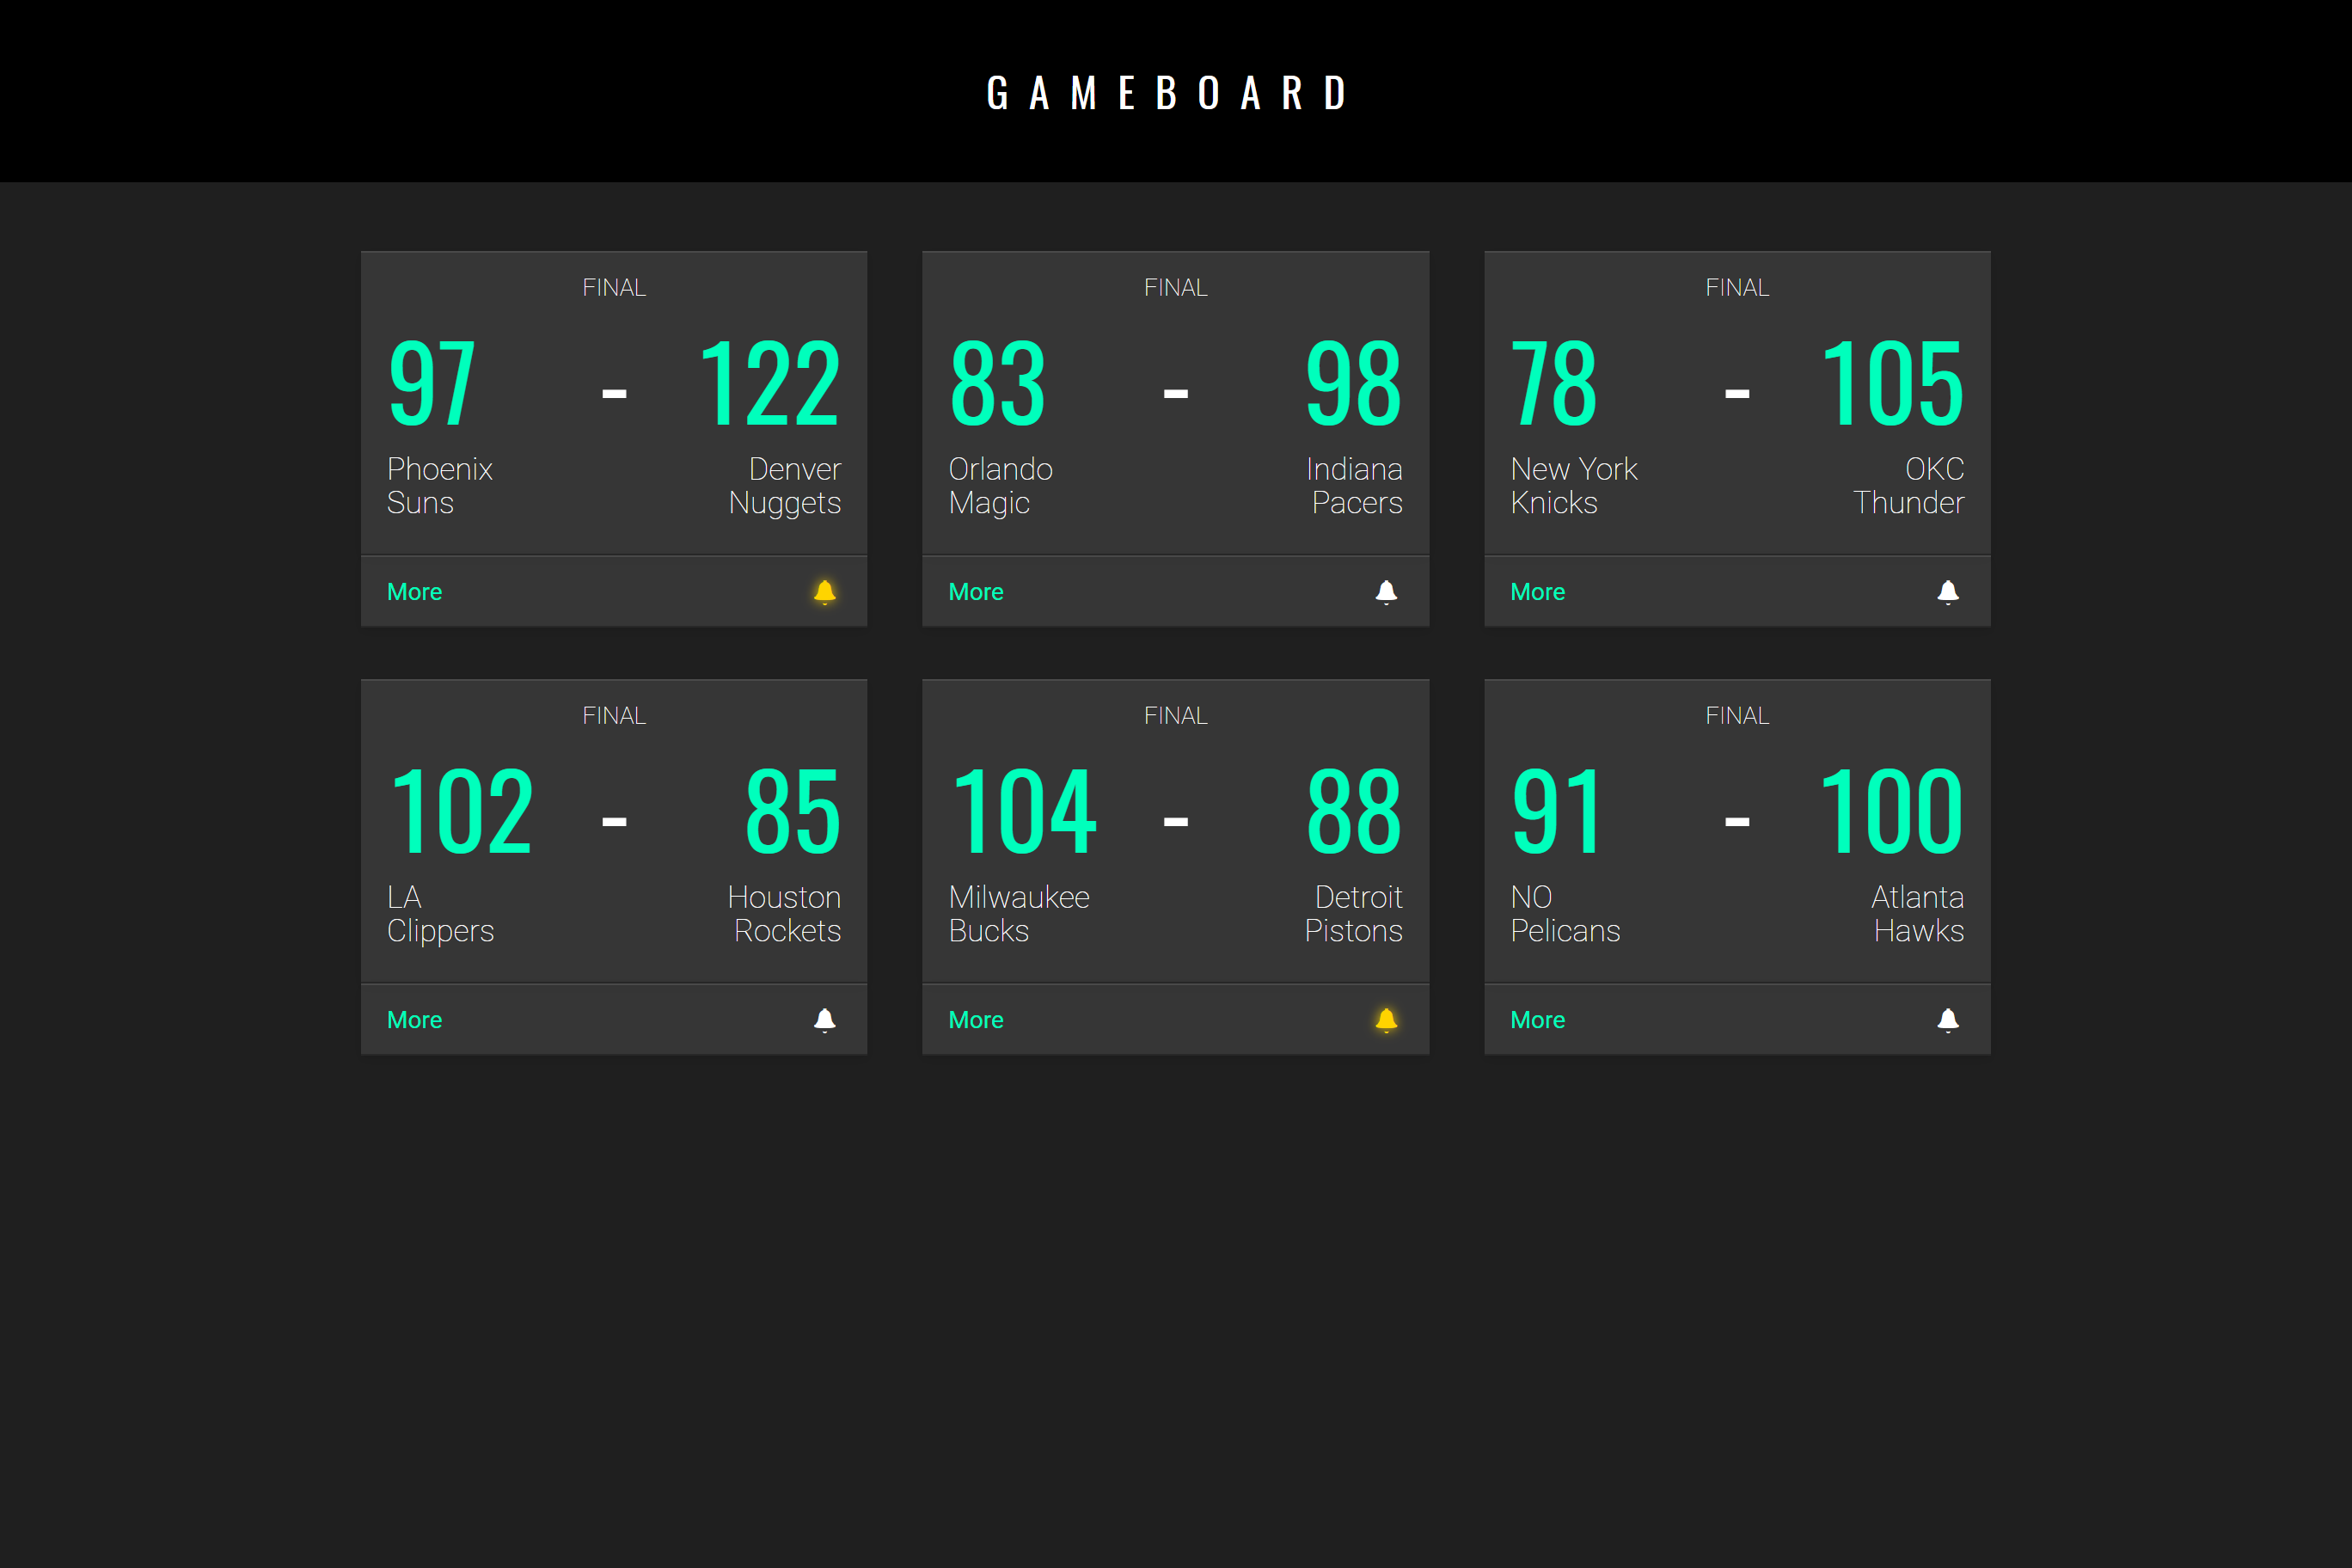 GAMEBOARD
FINAL
97 - 122
Phoenix Suns
Denver Nuggets
More
FINAL
83 - 98
Orlando Magic
Indiana Pacers
More
FINAL
78 - 105
New York Knicks
OKC Thunder
More
FINAL
102 - 85
LA Clippers
Houston Rockets
More
FINAL
104 - 88
Milwaukee Bucks
Detroit Pistons
More
FINAL
91 - 100
NO Pelicans
Atlanta Hawks
More